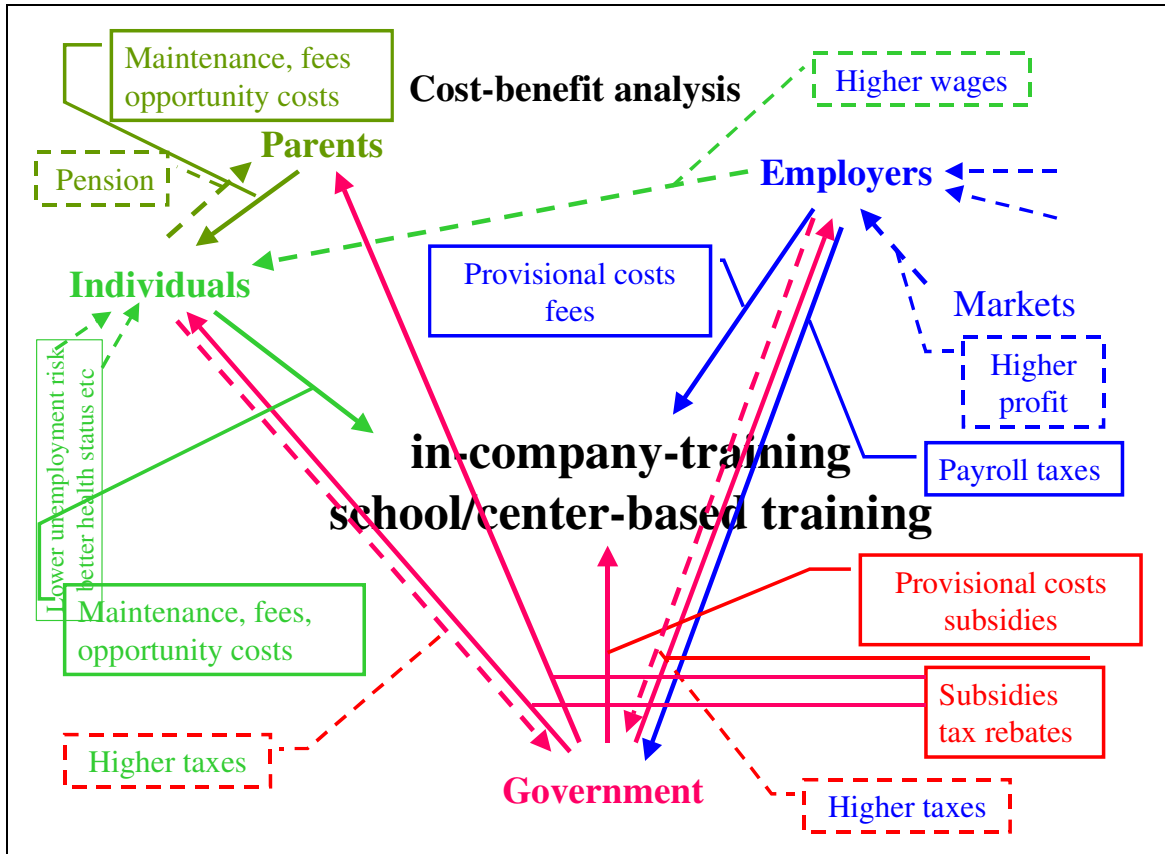 Maintenance, fees
opportunity costs
Cost-benefit analysis
Higher wages
Parents
Pension
Employers
Individuals
Provisional costs
fees
Markets
Higher
profit
Lower unemployment risk
better health status etc
in-company-training
school/center-based training
Payroll taxes
Maintenance, fees,
opportunity costs
Provisional costs
subsidies
Subsidies
tax rebates
Higher taxes
Government
Higher taxes